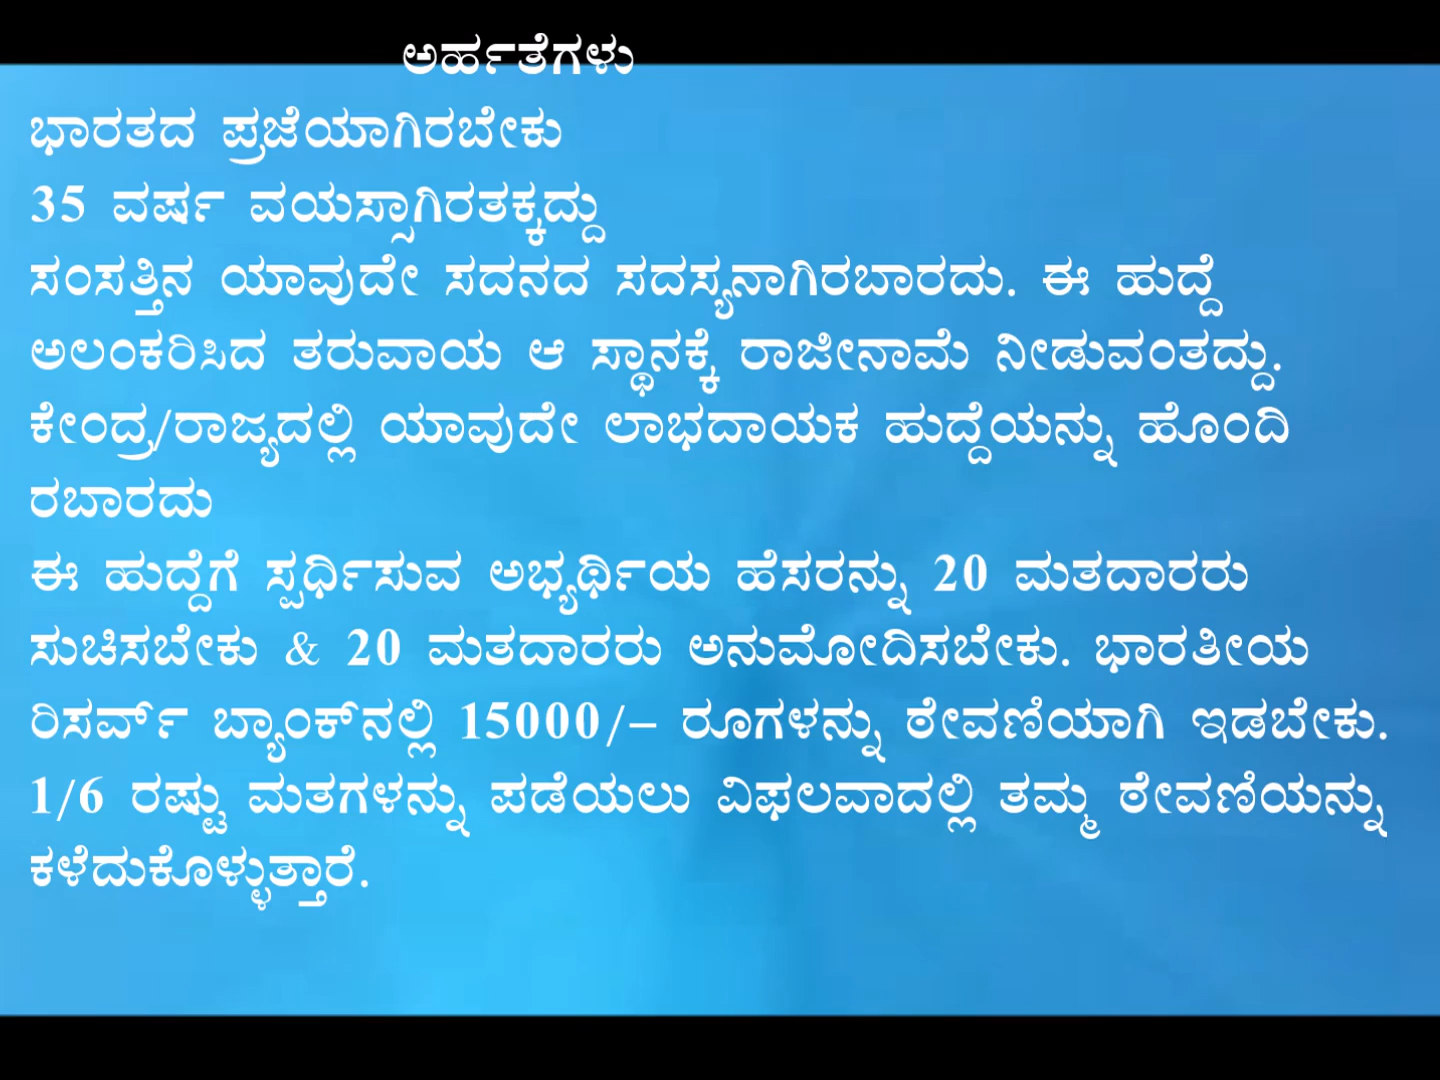 ಅರ್ಹತೆಗಳು
ಭಾರತದ ಪ್ರಜೆಯಾಗಿರಬೇಕು
35 ವರ್ಷ ವಯಸ್ಸಾಗಿರತಕ್ಕದ್ದು
ಸಂಸತ್ತಿನ ಯಾವುದೇ ಸದನದ ಸದಸ್ಯನಾಗಿರಬಾರದು. ಈ ಹುದ್ದೆ
ಅಲಂಕರಿಸಿದ ತರುವಾಯ ಆ ಸ್ಥಾನಕ್ಕೆ ರಾಜೀನಾಮೆ ನೀಡುವಂತದ್ದು.
ಕೇಂದ್ರ/ರಾಜ್ಯದಲ್ಲಿ ಯಾವುದೇ ಲಾಭದಾಯಕ ಹುದ್ದೆಯನ್ನು ಹೊಂದಿ
ರಬಾರದು
ಈ ಹುದ್ದೆಗೆ ಸ್ಪರ್ಧಿಸುವ ಅಭ್ಯರ್ಥಿಯ ಹೆಸರನ್ನು 20 ಮತದಾರರು
ಸುಚಿಸಬೇಕು & 20 ಮತದಾರರು ಅನುಮೋದಿಸಬೇಕು. ಭಾರತೀಯ
ರಿಸರ್ವ್ ಬ್ಯಾಂಕ್‌ನಲ್ಲಿ 15000/– ರೂಗಳನ್ನು ಠೇವಣಿಯಾಗಿ ಇಡಬೇಕು.
1/6 ರಷ್ಟು ಮತಗಳನ್ನು ಪಡೆಯಲು ವಿಫಲವಾದಲ್ಲಿ ತಮ್ಮ ಠೇವಣಿಯನ್ನು
ಕಳೆದುಕೊಳ್ಳುತ್ತಾರೆ.